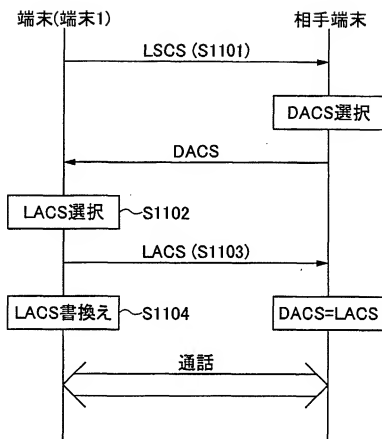 端末(端末1)
相手端末
LSCS (S1101)
DACS選択
DACS
LACS選択
S1102
LACS (S1103)
LACS書換え
S1104
DACS=LACS
通話